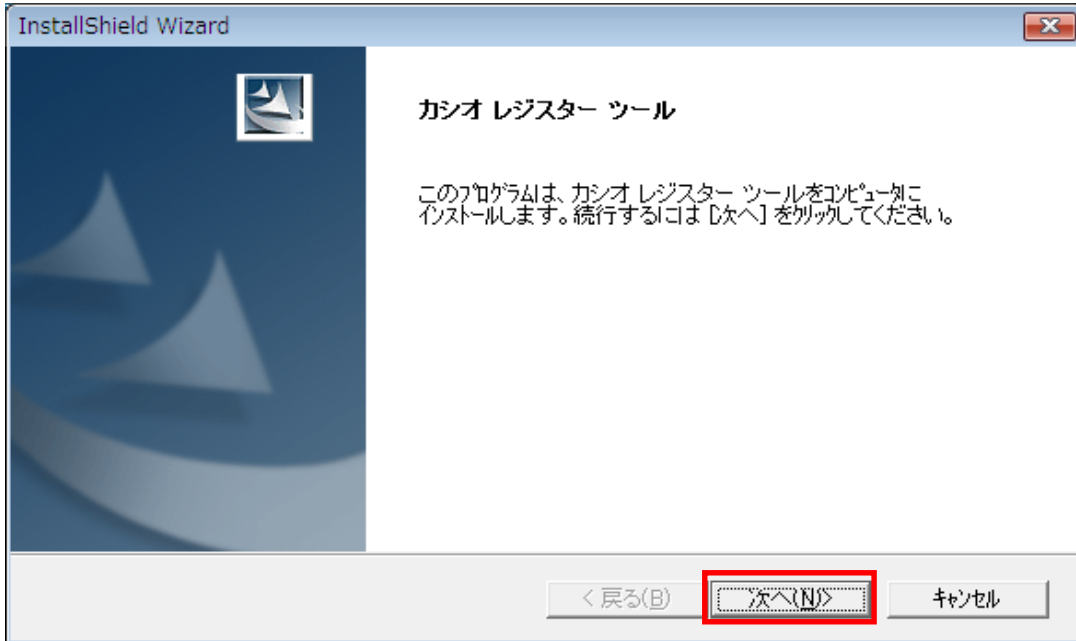 InstallShield Wizard
カシオ レジスター ツール
このプログラムは、カシオ レジスター ツールをコンピュータに
インストールします。続行するには [次へ] をクリックしてください。
< 戻る(B) 次へ(N)> キャンセル